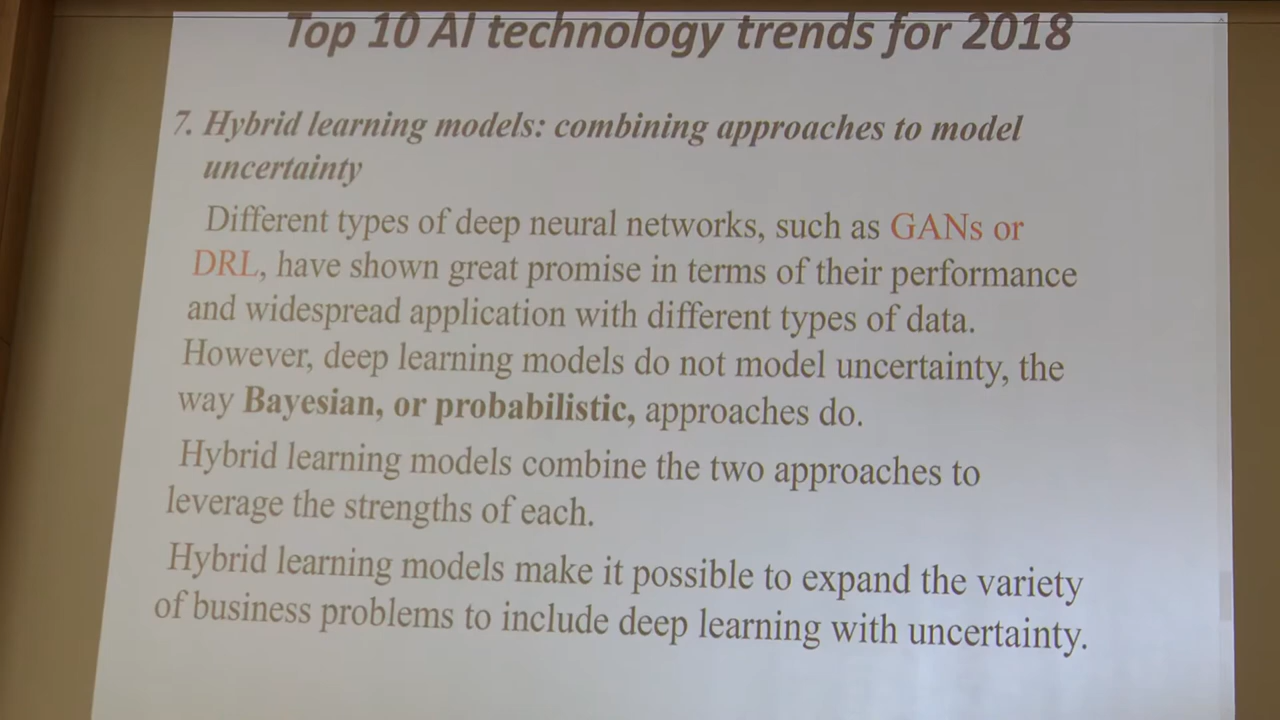 Top 10 AI technology trends for 2018
7. Hybrid learning models: combining approaches to model
uncertainty
Different types of deep neural networks, such as GANs or
DRL, have shown great promise in terms of their performance
and widespread application with different types of data.
However, deep learning models do not model uncertainty, the
way Bayesian, or probabilistic, approaches do.
Hybrid learning models combine the two approaches to
leverage the strengths of each.
Hybrid learning models make it possible to expand the variety
of business problems to include deep learning with uncertainty.